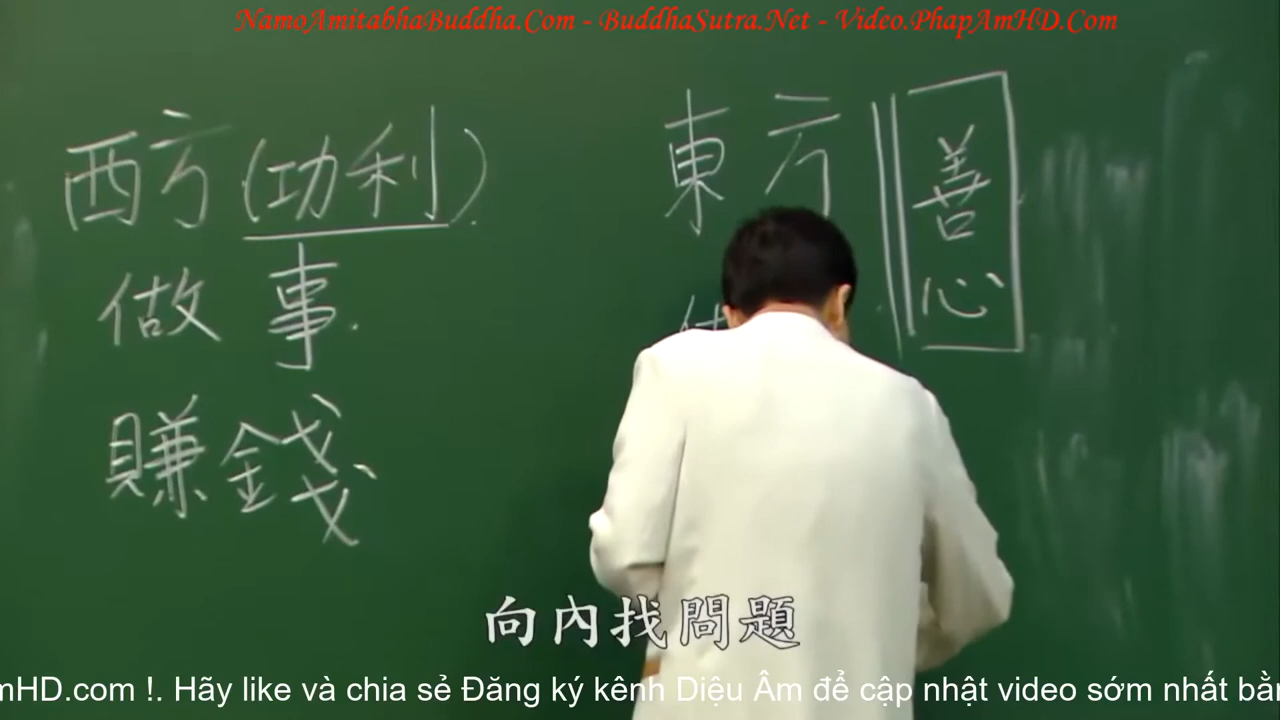 NamoAmitabhaBuddha.Com - BuddhaSutra.Net - Video.PhapAmHD.Com
西方(功利)
做事
賺錢
東方
善心
向內找問題
mHD.com !. Hãy like và chia sẻ Đăng ký kênh Diệu Âm để cập nhật video sớm nhất bằn